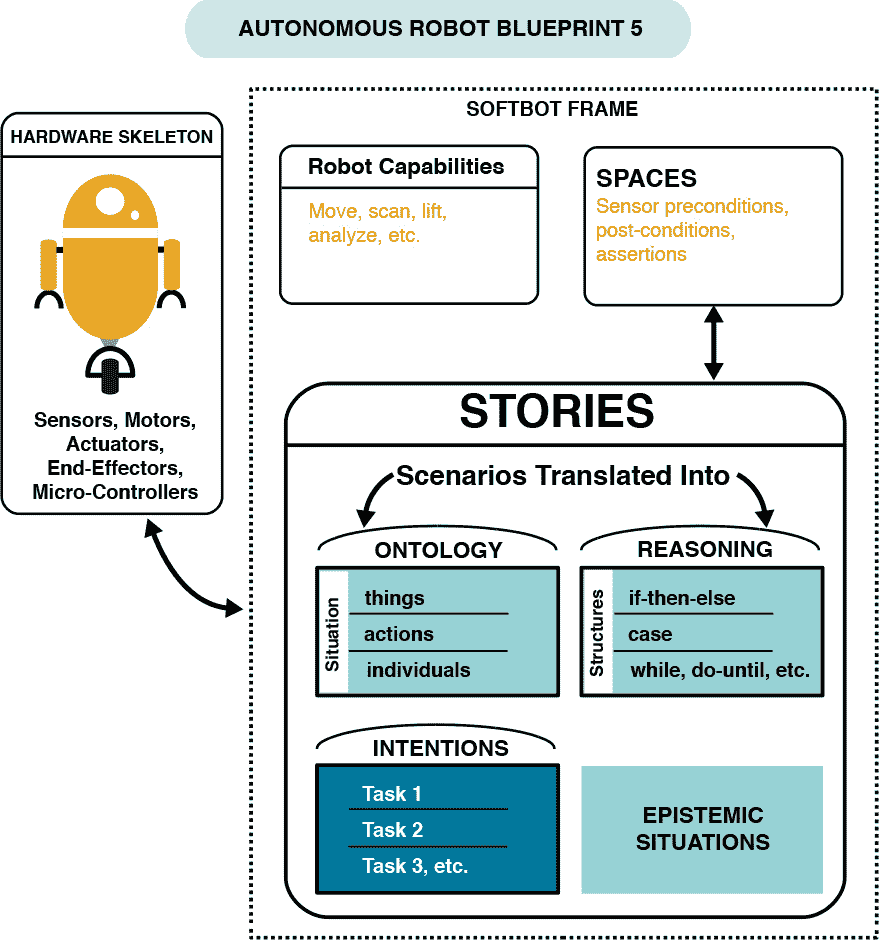 AUTONOMOUS ROBOT BLUEPRINT 5
HARDWARE SKELETON
Sensors, Motors,
Actuators,
End-Effectors,
Micro-Controllers
SOFTBOT FRAME
Robot Capabilities
Move, scan, lift,
analyze, etc.
SPACES
Sensor preconditions,
post-conditions,
assertions
STORIES
Scenarios Translated Into
ONTOLOGY
Situation
things
actions
individuals
REASONING
Structures
if-then-else
case
while, do-until, etc.
INTENTIONS
Task 1
Task 2
Task 3, etc.
EPISTEMIC
SITUATIONS